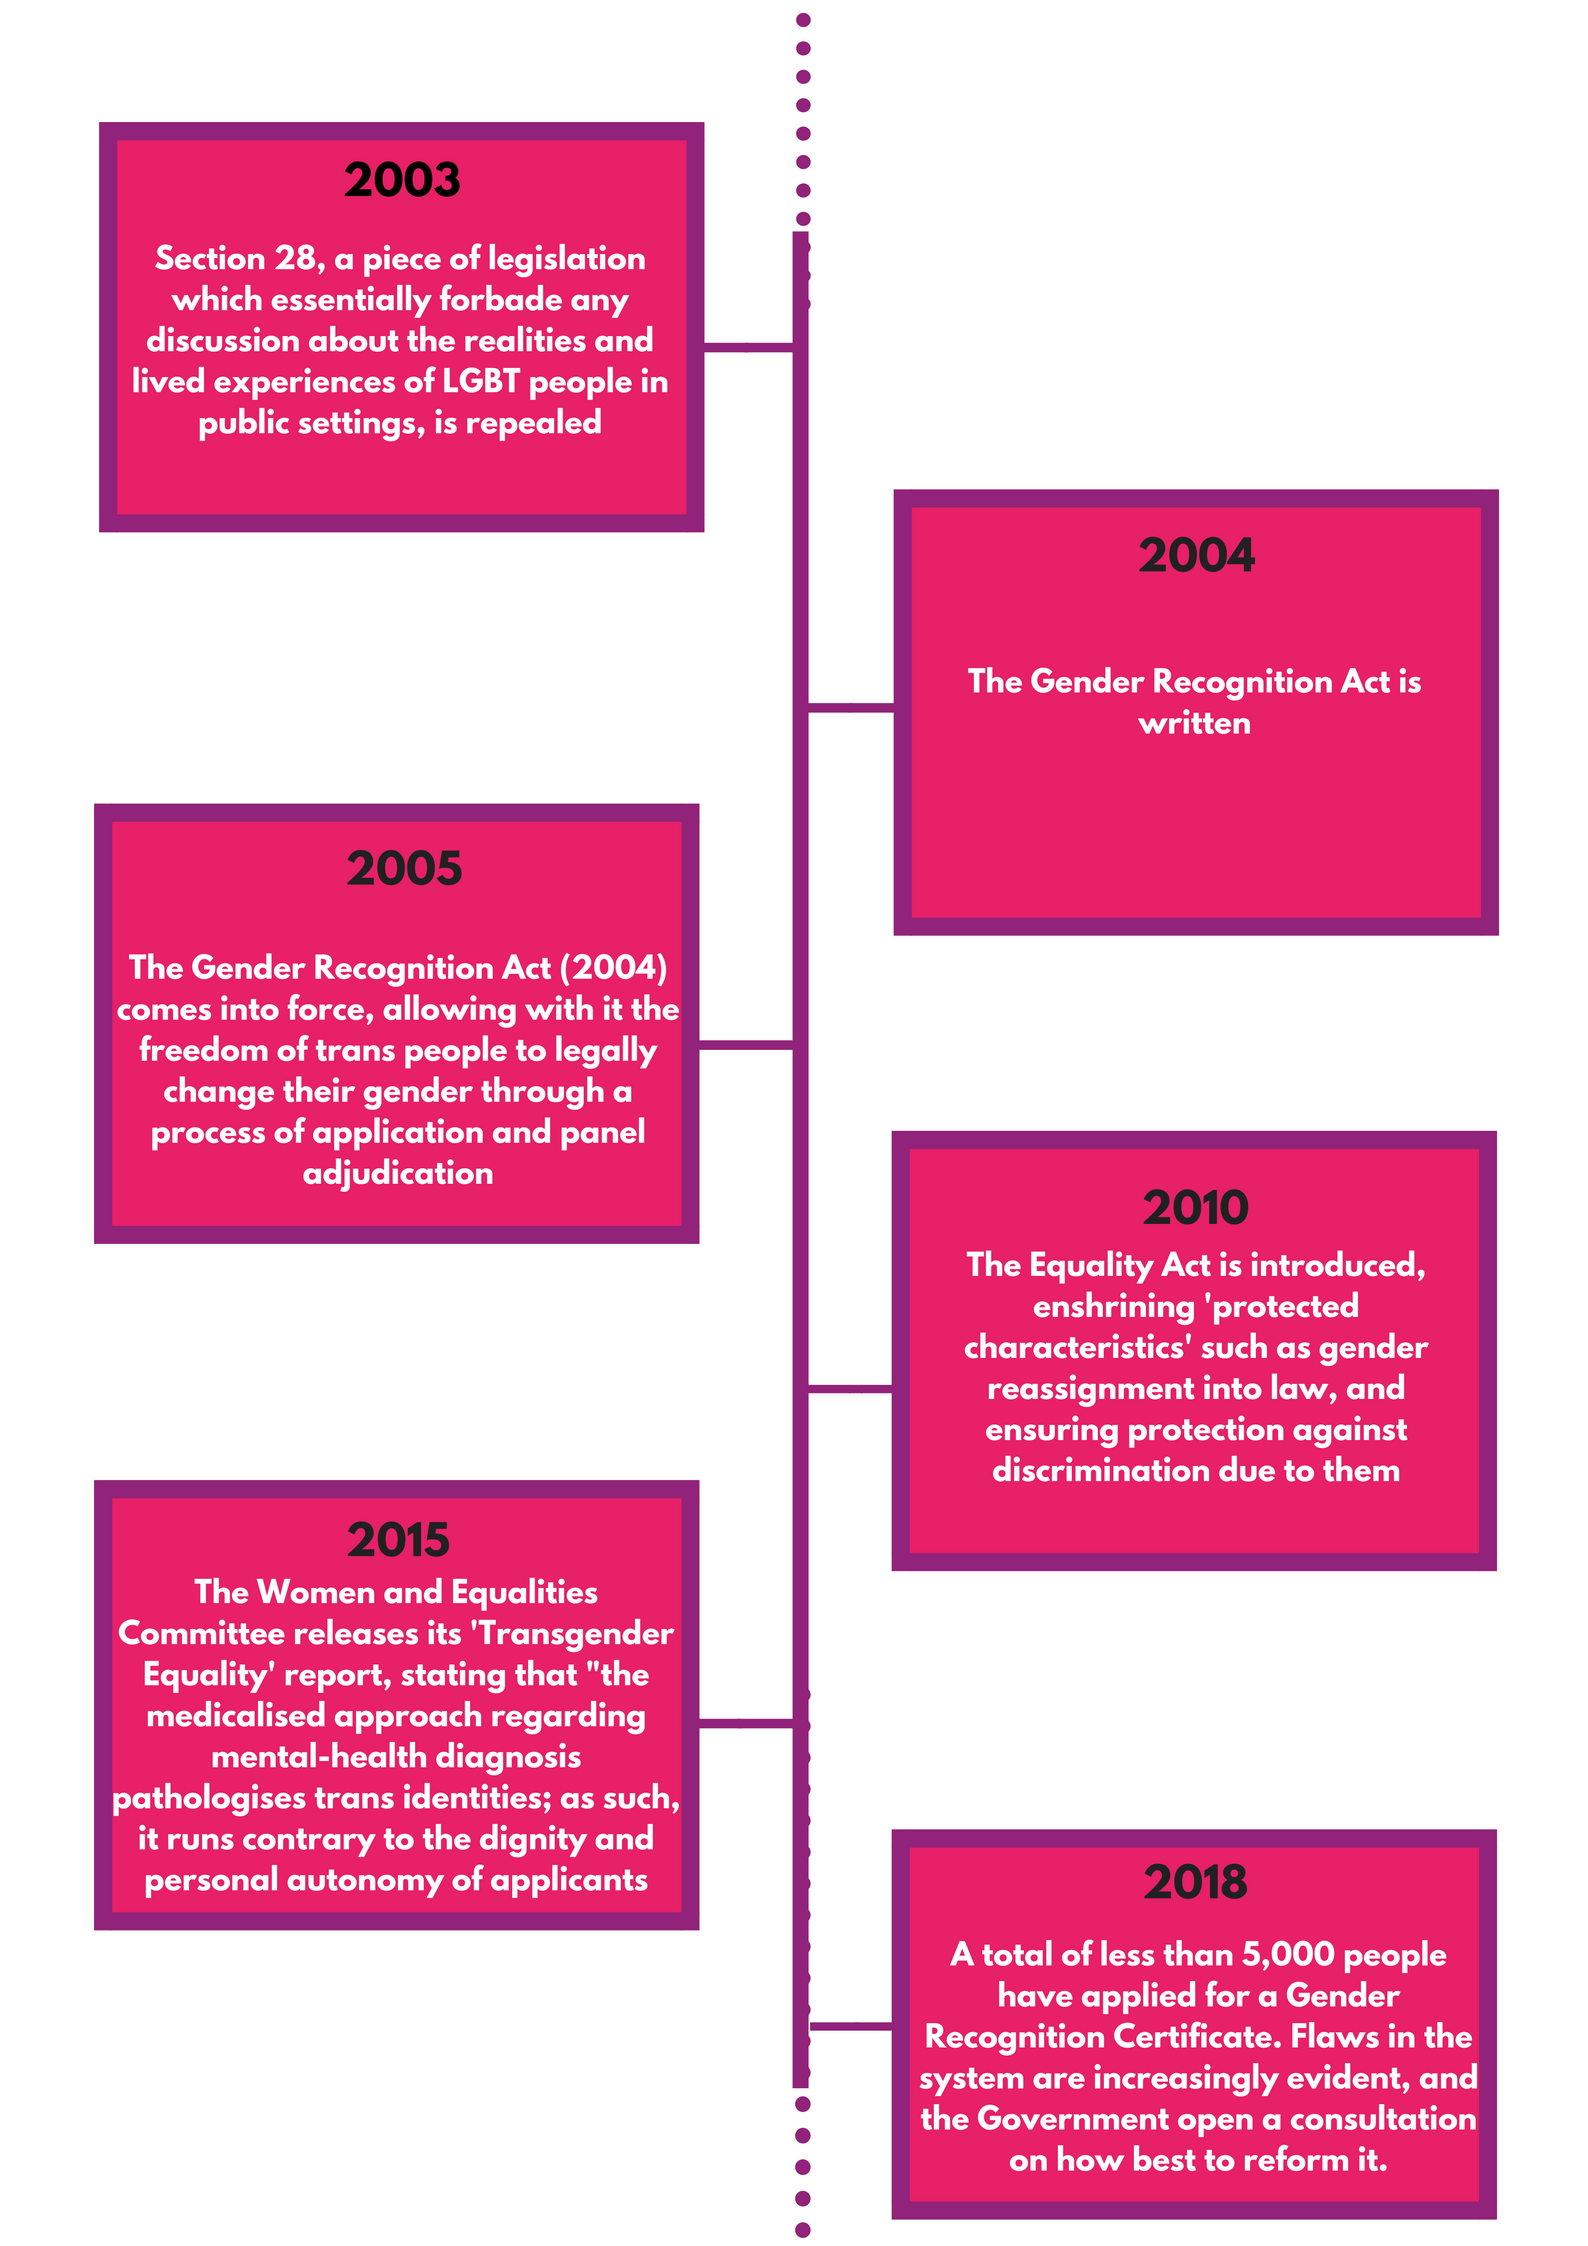 2003
Section 28, a piece of legislation
which essentially forbade any
discussion about the realities and
lived experiences of LGBT people in
public settings, is repealed
2004
The Gender Recognition Act is
written
2005
The Gender Recognition Act (2004)
comes into force, allowing with it the
freedom of trans people to legally
change their gender through a
process of application and panel
adjudication
2010
The Equality Act is introduced,
enshrining 'protected
characteristics' such as gender
reassignment into law, and
ensuring protection against
discrimination due to them
2015
The Women and Equalities
Committee releases its 'Transgender
Equality' report, stating that "the
medicalised approach regarding
mental-health diagnosis
pathologises trans identities; as such,
it runs contrary to the dignity and
personal autonomy of applicants
2018
A total of less than 5,000 people
have applied for a Gender
Recognition Certificate. Flaws in the
system are increasingly evident, and
the Government open a consultation
on how best to reform it.